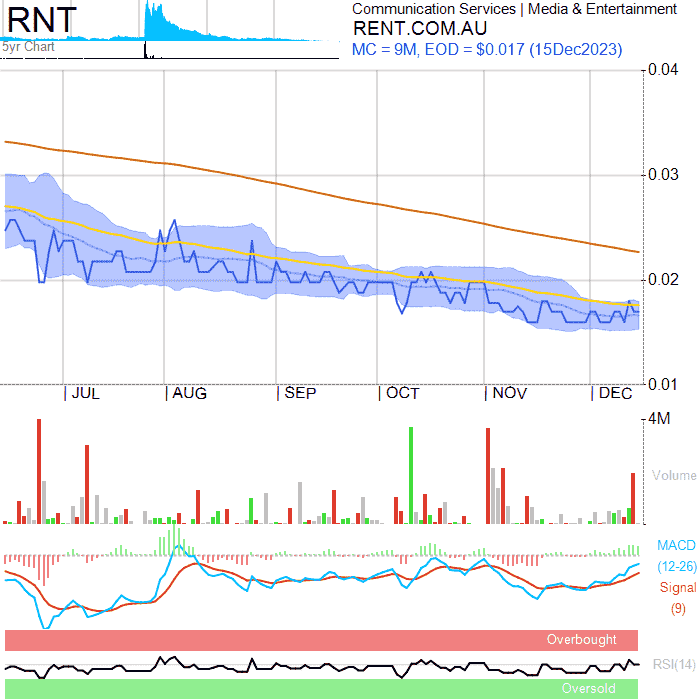 RNT
5yr Chart
Communication Services | Media & Entertainment
RENT.COM.AU
MC = 9M, EOD = $0.017 (15Dec2023)
0.04
0.03
0.02
0.01
| JUL
| AUG
| SEP
| OCT
| NOV
| DEC
4M
Volume
MACD
(12-26)
Signal
(9)
Overbought
RSI(14)
Oversold